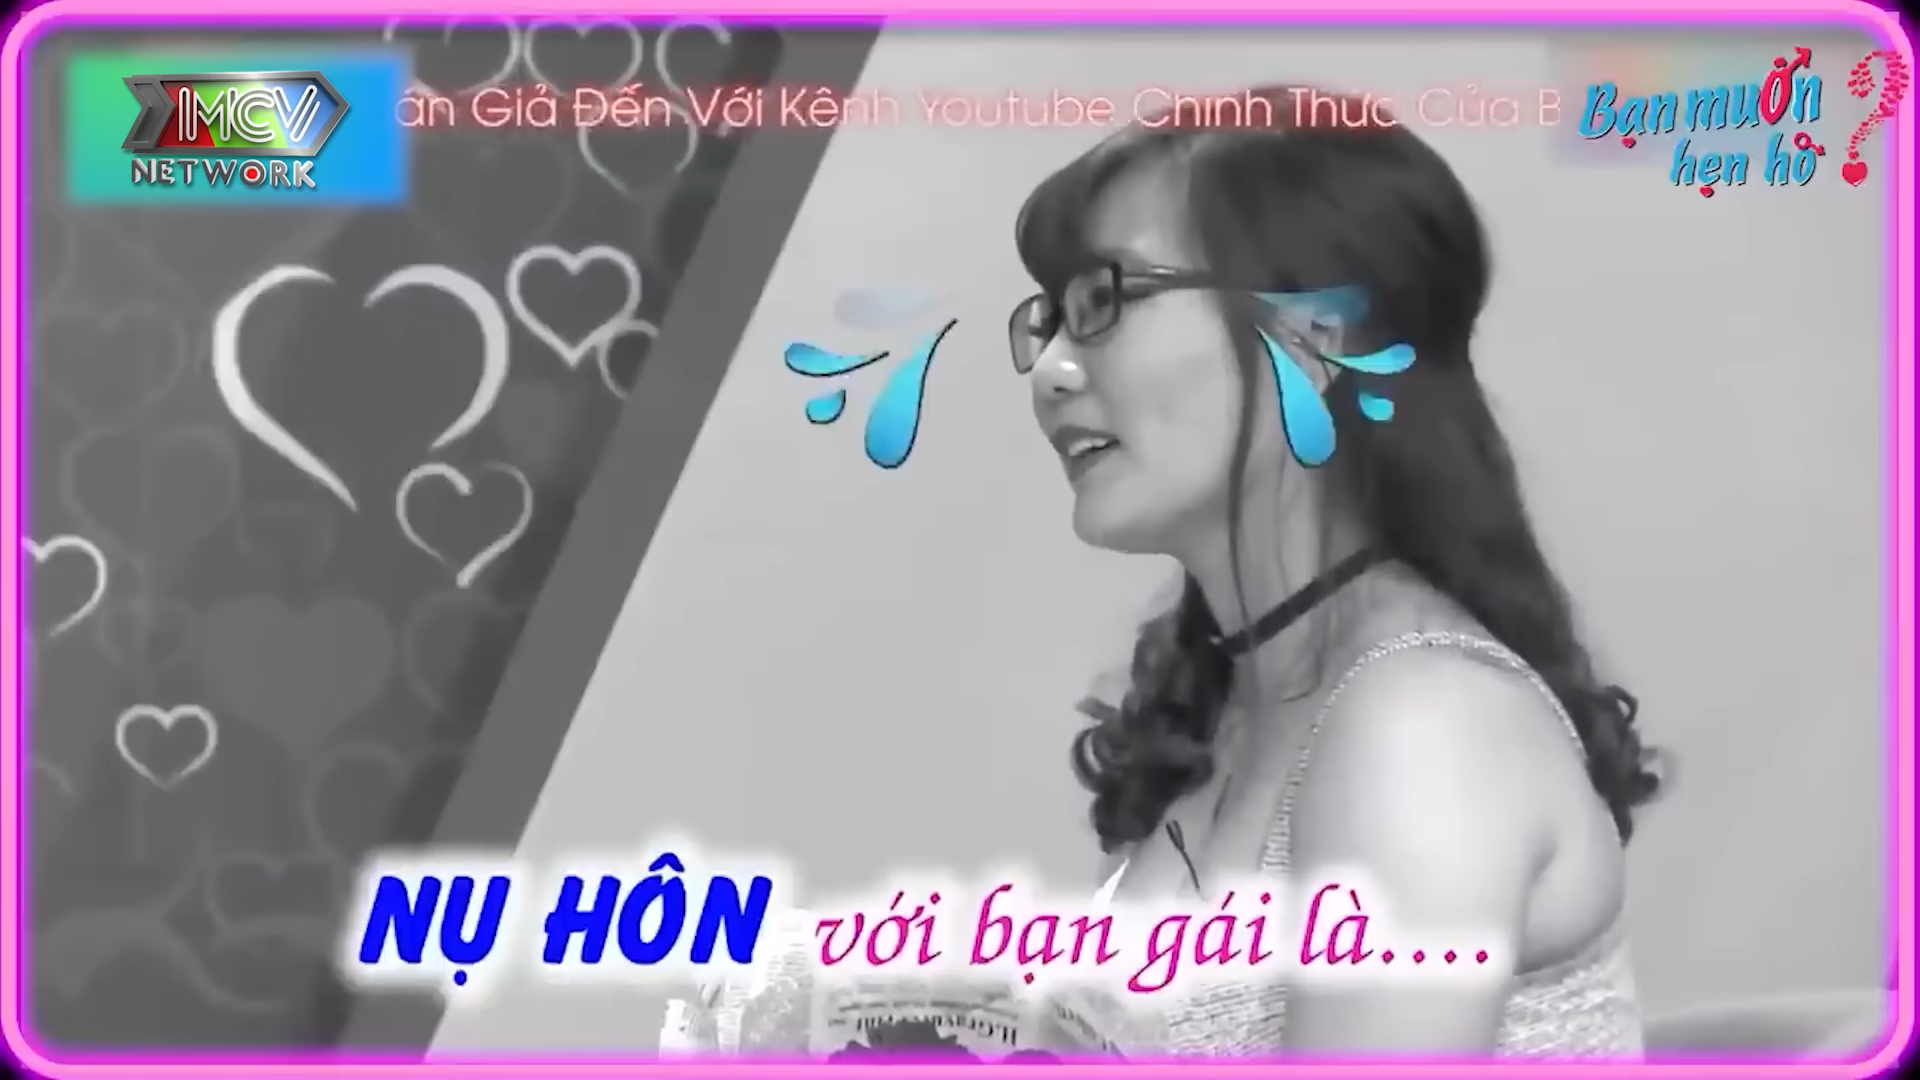 MCV
NETWORK
Giả Đến Với Kênh Youtube Chính Thức Của B
Bạn muốn
hẹn hò
?
NỤ HÔN với bạn gái là....